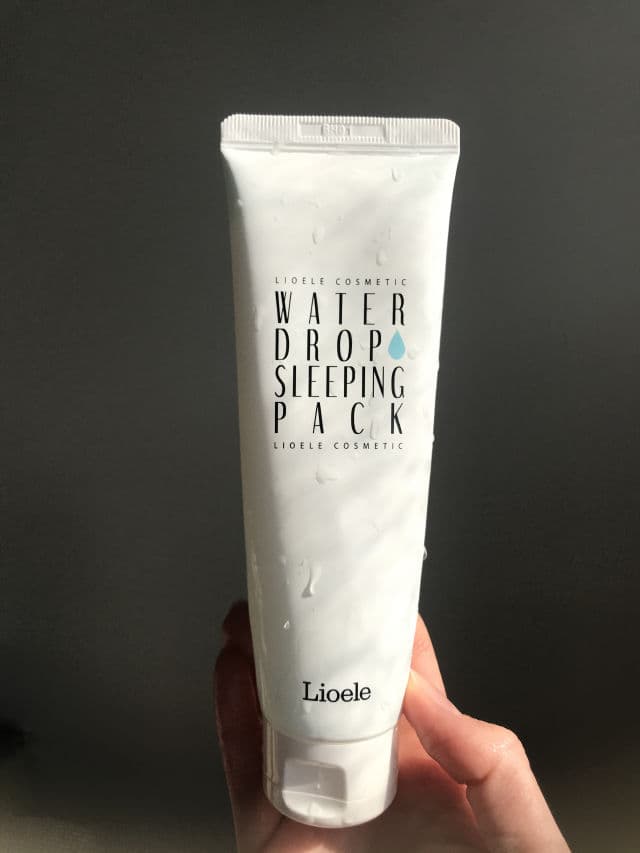 LIOELE COSMETIC
WATER
DROP
SLEEPING
PACK
LIOELE COSMETIC
Lioele